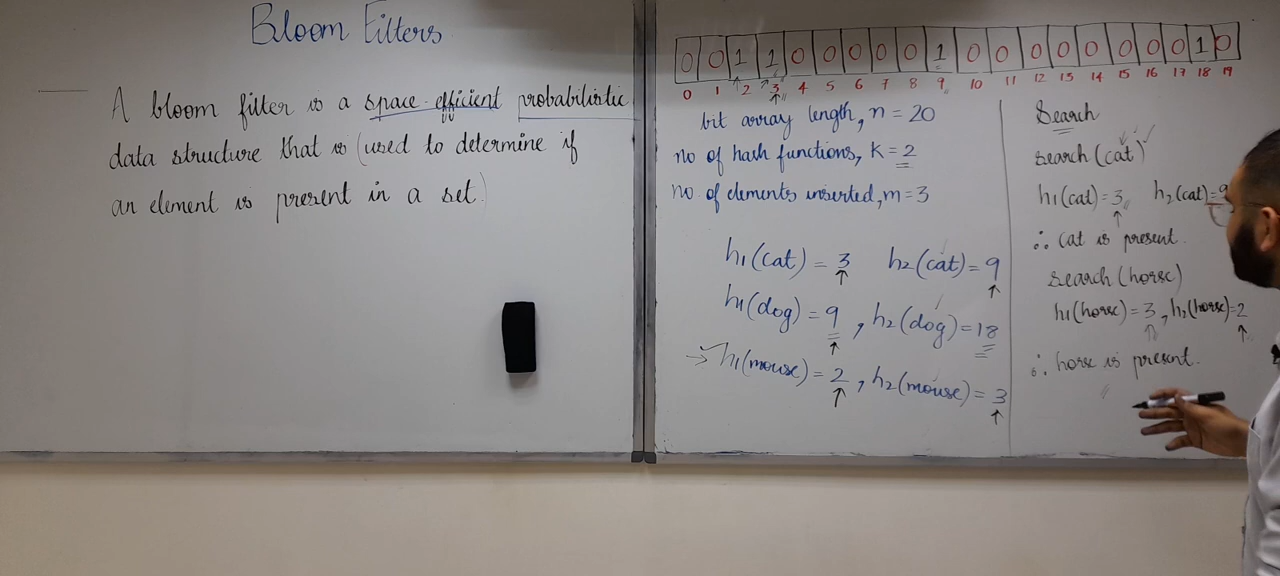 Bloom Filters
A bloom filter is a space efficient probabilistic
data structure that is (used to determine if
an element is present in a set)
0 0 1 1 0 0 0 0 0 1 0 0 0 0 0 0 0 0 1 0
0 1 2 3 4 5 6 7 8 9 10 11 12 13 14 15 16 17 18 19
bit array length, n = 20
no of hash functions, K = 2
no of elements inserted, m = 3
h1(cat) = 3 h2(cat) = 9
h1(dog) = 9, h2(dog) = 18
→ h1(mouse) = 2, h2(mouse) = 3
Search
search(cat)
h1(cat) = 3 h2(cat) = 9
∴ cat is present.
search(horse)
h1(horse) = 3, h2(horse) = 2
∴ horse is present.